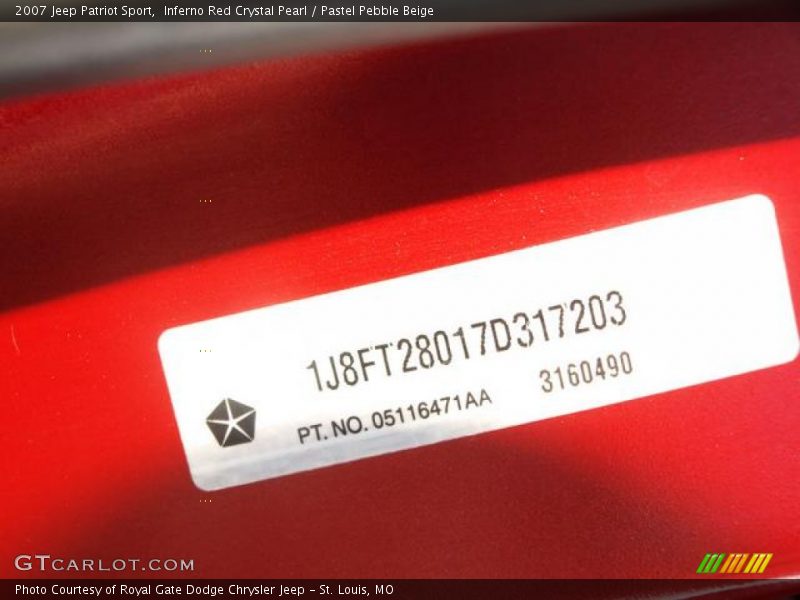 2007 Jeep Patriot Sport,  Inferno Red Crystal Pearl / Pastel Pebble Beige
1J8FT28017D317203
PT. NO. 05116471AA 3160490
GTCARLOT.COM
Photo Courtesy of Royal Gate Dodge Chrysler Jeep – St. Louis, MO